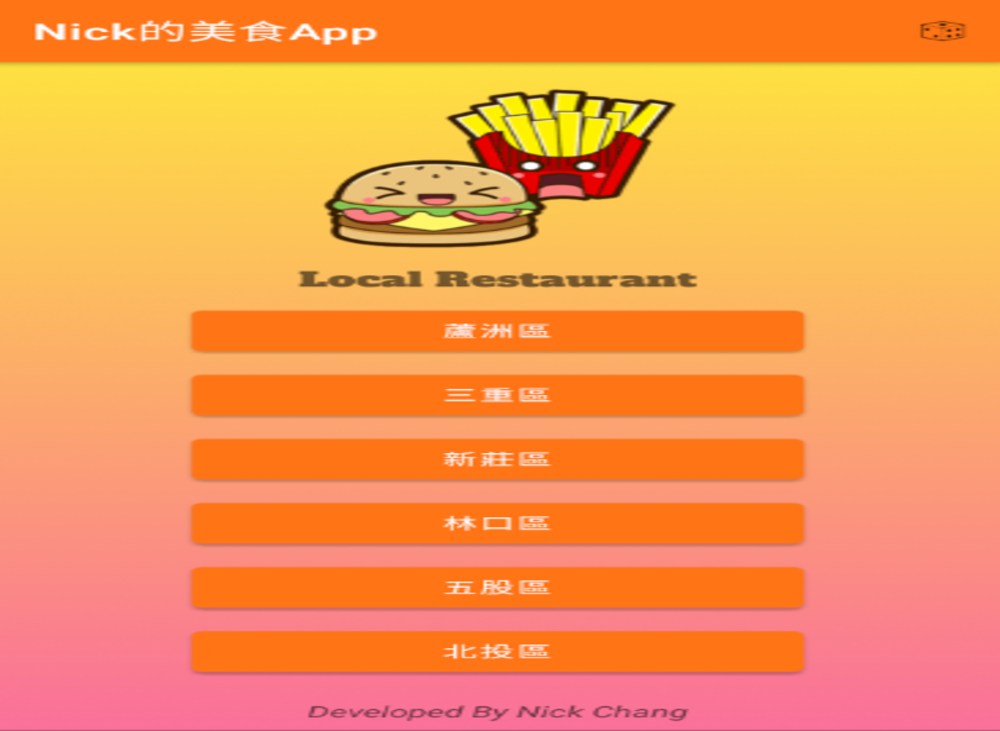 Nick的美食App
Local Restaurant
蘆洲區
三重區
新莊區
林口區
五股區
北投區
Developed By Nick Chang